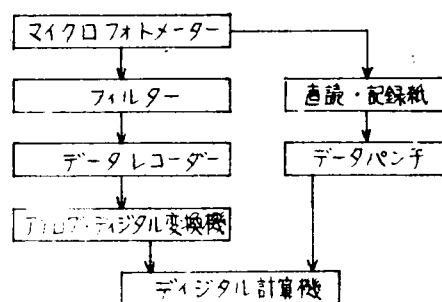 マイクロフォトメーター
フィルター
直読・記録紙
データレコーダー
データパンチ
アナログ・ディジタル変換機
ディジタル計算機